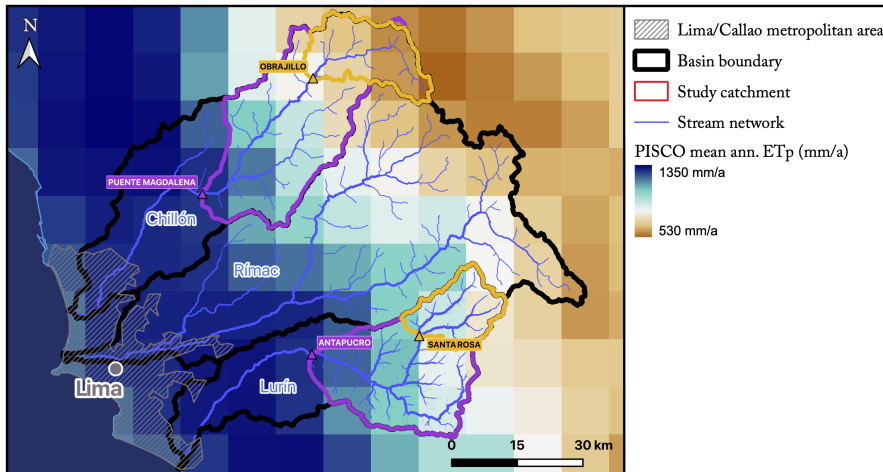 N
OBRAJILLO
PUENTE MAGDALENA
Chillón
Rímac
ANTAPUCRO
SANTA ROSA
Lima
Lurín
0 15 30 km
Lima/Callao metropolitan area
Basin boundary
Study catchment
Stream network
PISCO mean ann. ETp (mm/a)
1350 mm/a
530 mm/a